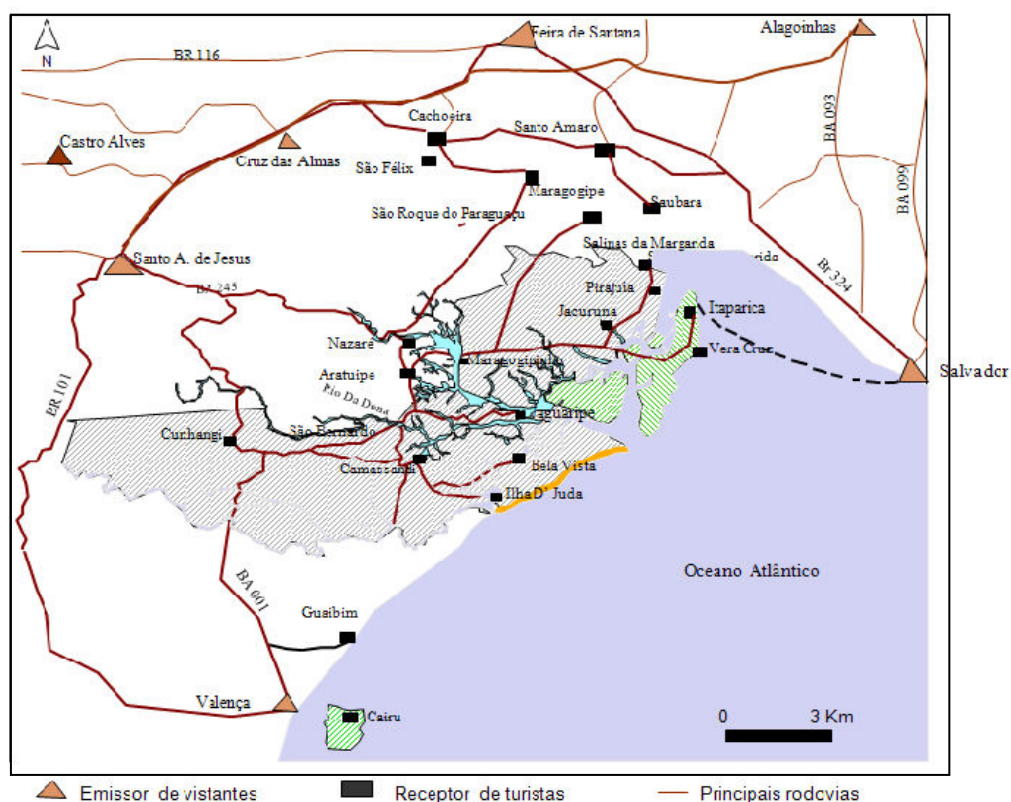 Feira de Sartana
Alagoinhas
N
BR 116
BA 093
Cachoeira
Santo Amaro
Castro Alves
Cruz das Almas
São Félix
BA 099
Maragogipe
São Roque do Paraguaçu
Saubara
Salinas da Margarda
Santo A. de Jesus
Br 324
BA 245
Pirajuia
Itaparica
Jacuruna
Nazaré
Vera Cruz
Aratuipe
Salvador
BR 101
Rio Da Dona
São Bernardo
Jaguaripe
Cunhangi
Camassandi
Bela Vista
Ilha D' Juda
Oceano Atlântico
BA 001
Guaibim
Valença
Cairu
0 3 Km
Emissor de vistantes
Receptor de turistas
Principais rodovias